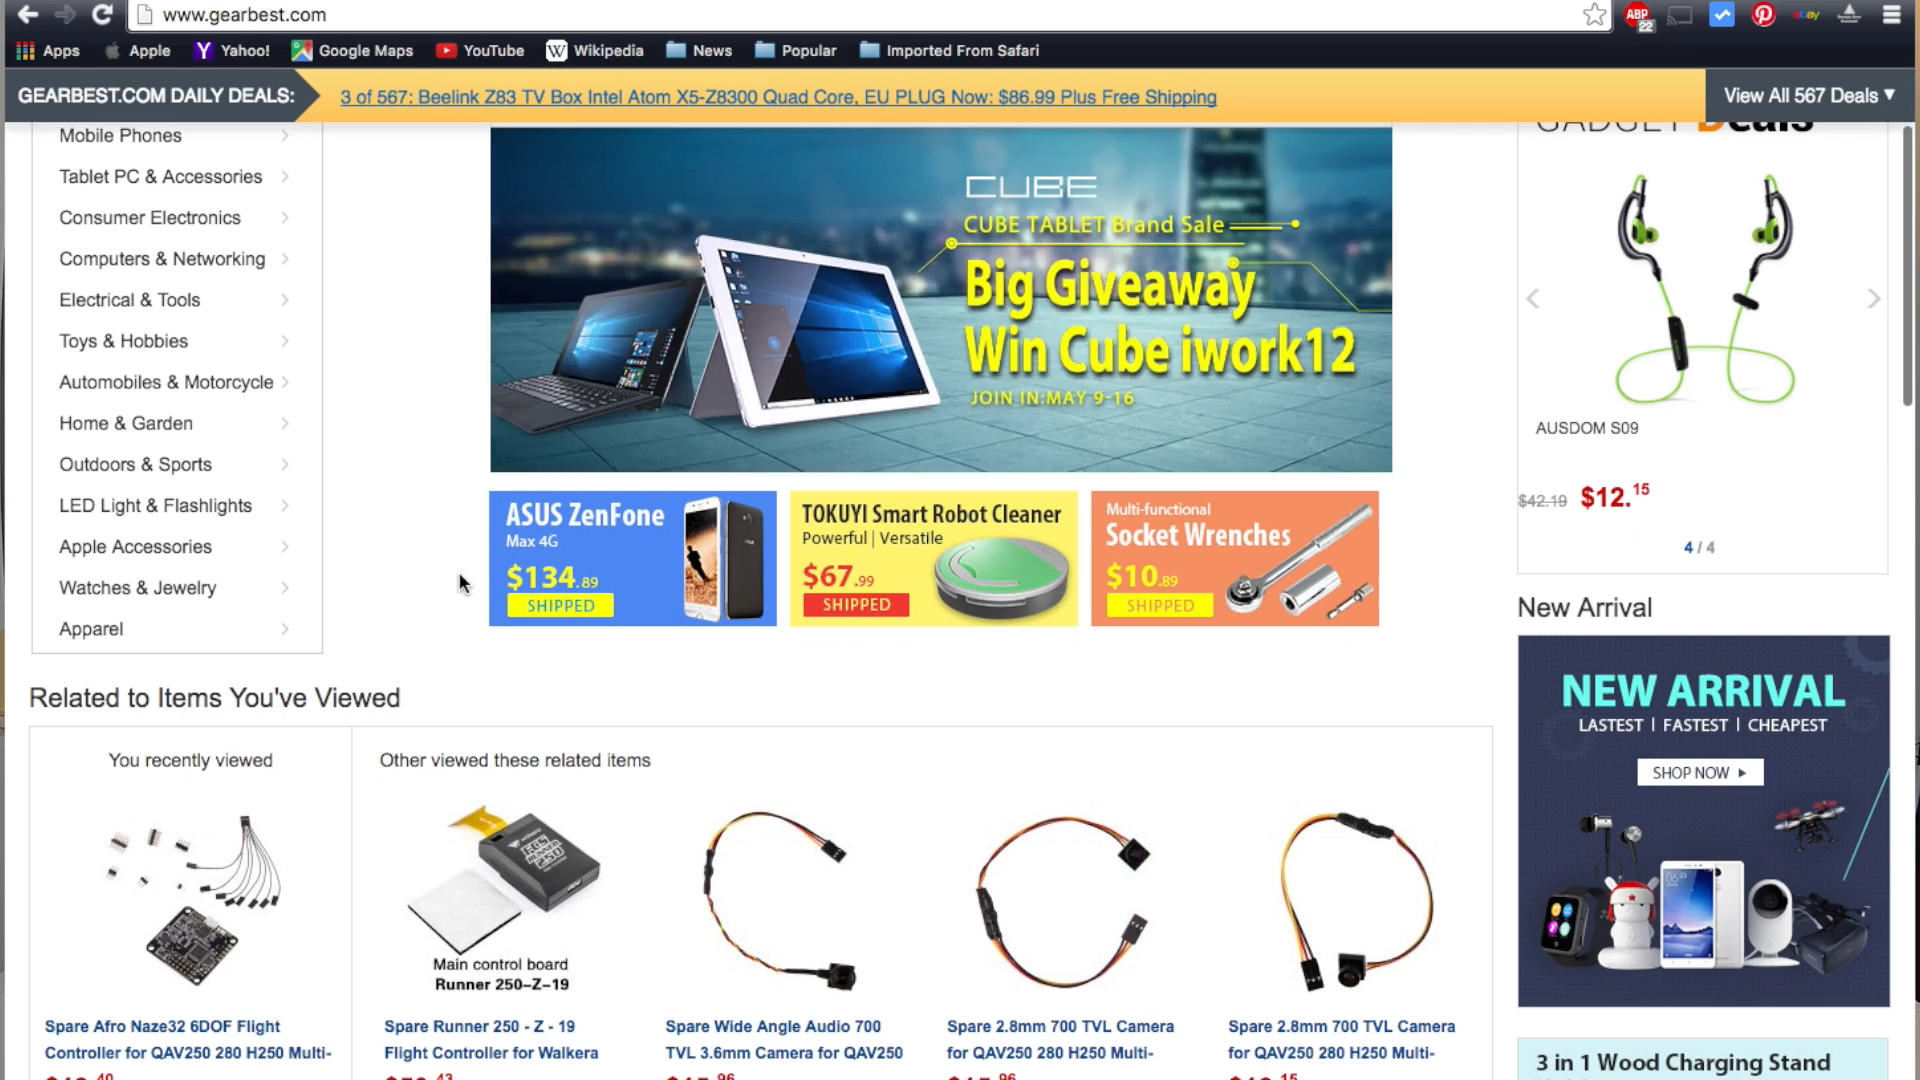 www.gearbest.com
ABP
22
ebay
Apps
Apple
Yahoo!
Google Maps
YouTube
W Wikipedia
News
Popular
Imported From Safari
GEARBEST.COM DAILY DEALS:
3 of 567: Beelink Z83 TV Box Intel Atom X5-Z8300 Quad Core, EU PLUG Now: $86.99 Plus Free Shipping
View All 567 Deals
Mobile Phones
Tablet PC & Accessories
Consumer Electronics
Computers & Networking
Electrical & Tools
Toys & Hobbies
Automobiles & Motorcycle
Home & Garden
Outdoors & Sports
LED Light & Flashlights
Apple Accessories
Watches & Jewelry
Apparel
CUBE
CUBE TABLET Brand Sale
Big Giveaway
Win Cube iwork12
JOIN IN:MAY 9-16
ASUS ZenFone
Max 4G
$134.89
SHIPPED
TOKUYI Smart Robot Cleaner
Powerful | Versatile
$67.99
SHIPPED
Multi-functional
Socket Wrenches
$10.89
SHIPPED
GADGET Deals
AUSDOM S09
$42.19 $12.15
4 / 4
New Arrival
NEW ARRIVAL
LASTEST | FASTEST | CHEAPEST
SHOP NOW
3 in 1 Wood Charging Stand
Related to Items You've Viewed
You recently viewed
Other viewed these related items
Main control board
Runner 250-Z-19
Spare Afro Naze32 6DOF Flight
Controller for QAV250 280 H250 Multi-
Spare Runner 250 - Z - 19
Flight Controller for Walkera
Spare Wide Angle Audio 700
TVL 3.6mm Camera for QAV250
Spare 2.8mm 700 TVL Camera
for QAV250 280 H250 Multi-
Spare 2.8mm 700 TVL Camera
for QAV250 280 H250 Multi-